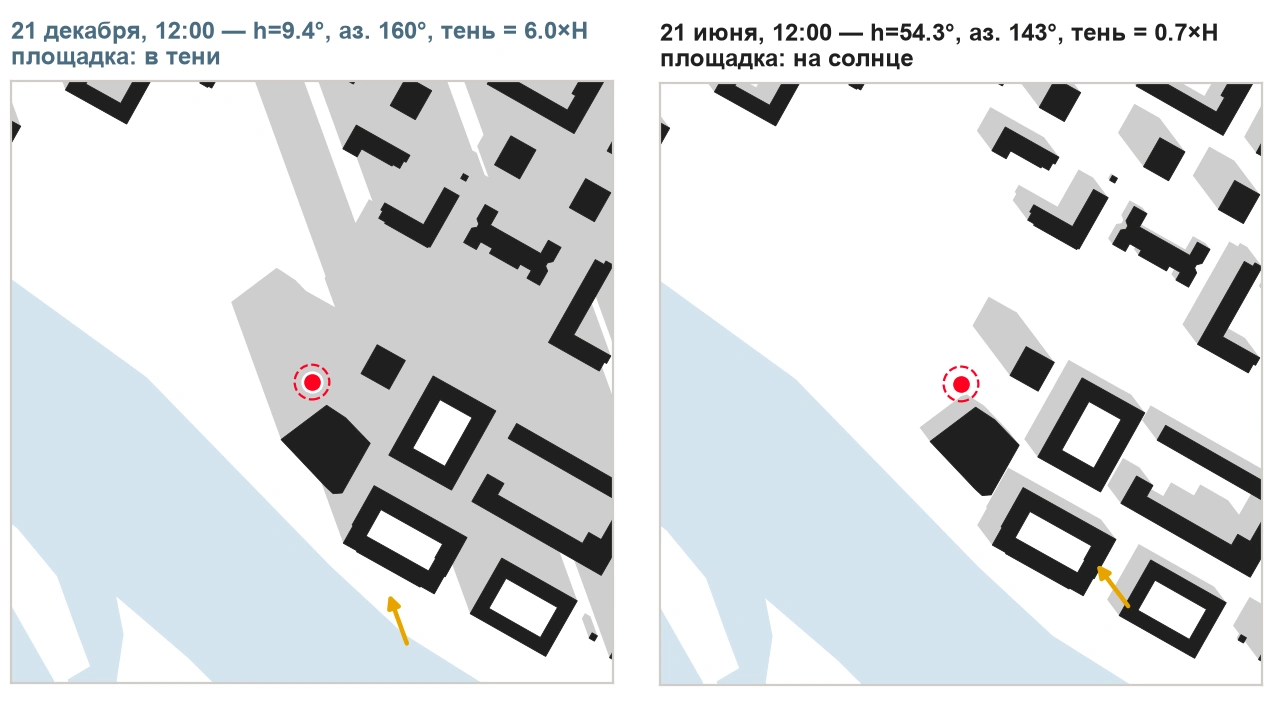 21 декабря, 12:00 — h=9.4°, аз. 160°, тень = 6.0×H
площадка: в тени
21 июня, 12:00 — h=54.3°, аз. 143°, тень = 0.7×H
площадка: на солнце